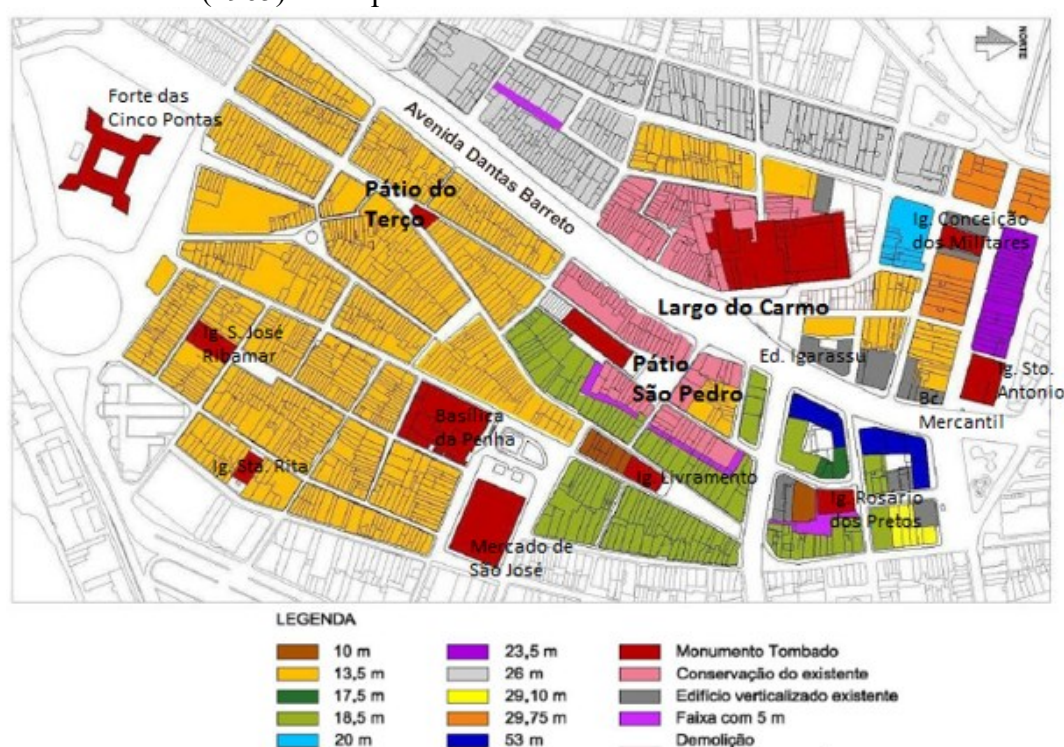 NORTE
Forte das
Cinco Pontas
Avenida Dantas Barreto
Pátio do
Terço
Ig. Conceição
dos Militares
Largo do Carmo
Ig. S. José
Ribamar
Pátio
São Pedro
Ed. Igarassu
Ig. Sto.
Antonio
Bc.
Mercantil
Basílica
da Penha
Ig. Sta. Rita
Ig. Livramento
Ig. Rosario
dos Pretos
Mercado de
São José
LEGENDA
10 m
13,5 m
17,5 m
18,5 m
20 m
23,5 m
26 m
29,10 m
29,75 m
53 m
Monumento Tombado
Conservação do existente
Edifício verticalizado existente
Faixa com 5 m
Demolição